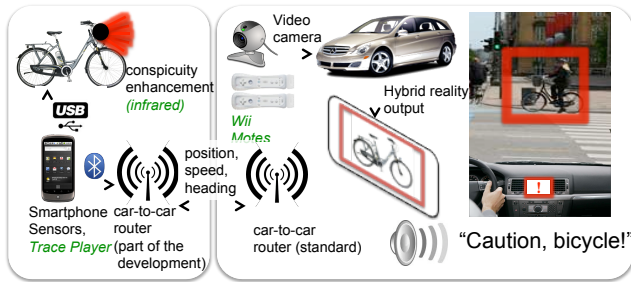 conspicuity
enhancement
(infrared)
USB
Smartphone
Sensors,
Trace Player
car-to-car
router
(part of the
development)
position,
speed,
heading
Video
camera
Wii
Motes
Hybrid reality
output
car-to-car
router (standard)
!
“Caution, bicycle!”